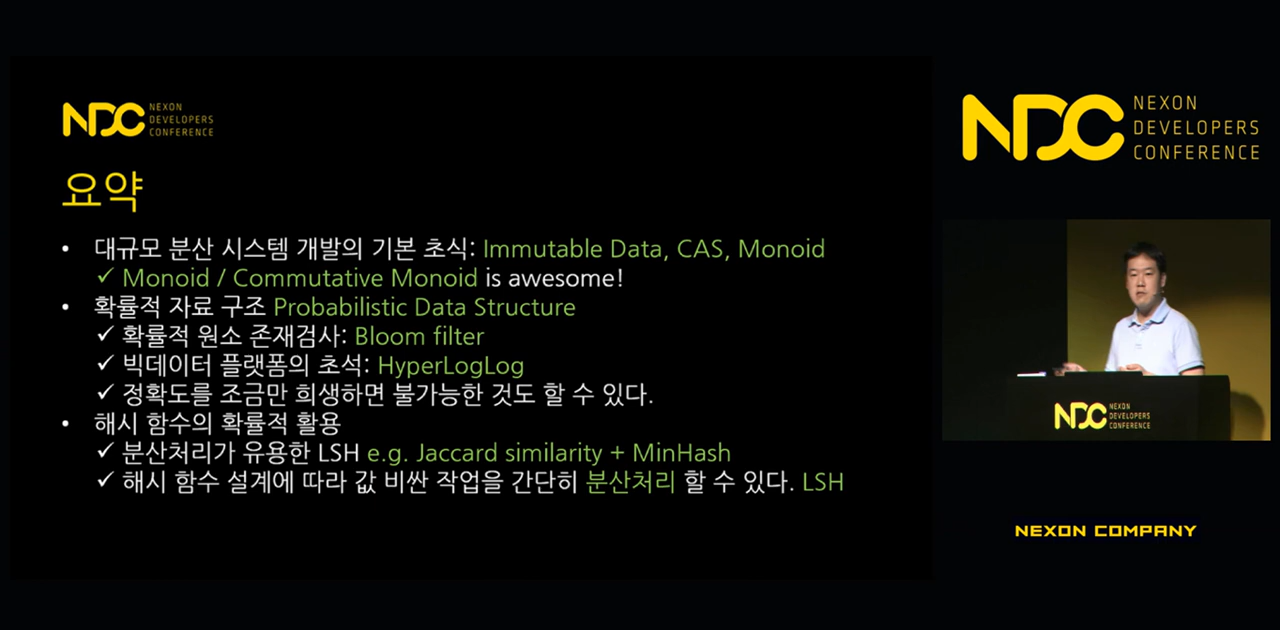 NDC NEXON
DEVELOPERS
CONFERENCE
요약
• 대규모 분산 시스템 개발의 기본 초식: Immutable Data, CAS, Monoid
✓ Monoid / Commutative Monoid is awesome!
• 확률적 자료 구조 Probabilistic Data Structure
✓ 확률적 원소 존재검사: Bloom filter
✓ 빅데이터 플랫폼의 초석: HyperLogLog
✓ 정확도를 조금만 희생하면 불가능한 것도 할 수 있다.
• 해시 함수의 확률적 활용
✓ 분산처리가 유용한 LSH e.g. Jaccard similarity + MinHash
✓ 해시 함수 설계에 따라 값 비싼 작업을 간단히 분산처리 할 수 있다. LSH
NDC NEXON
DEVELOPERS
CONFERENCE
NDC NEXON
DEVELOPERS
CONFERENCE
NEXON COMPANY